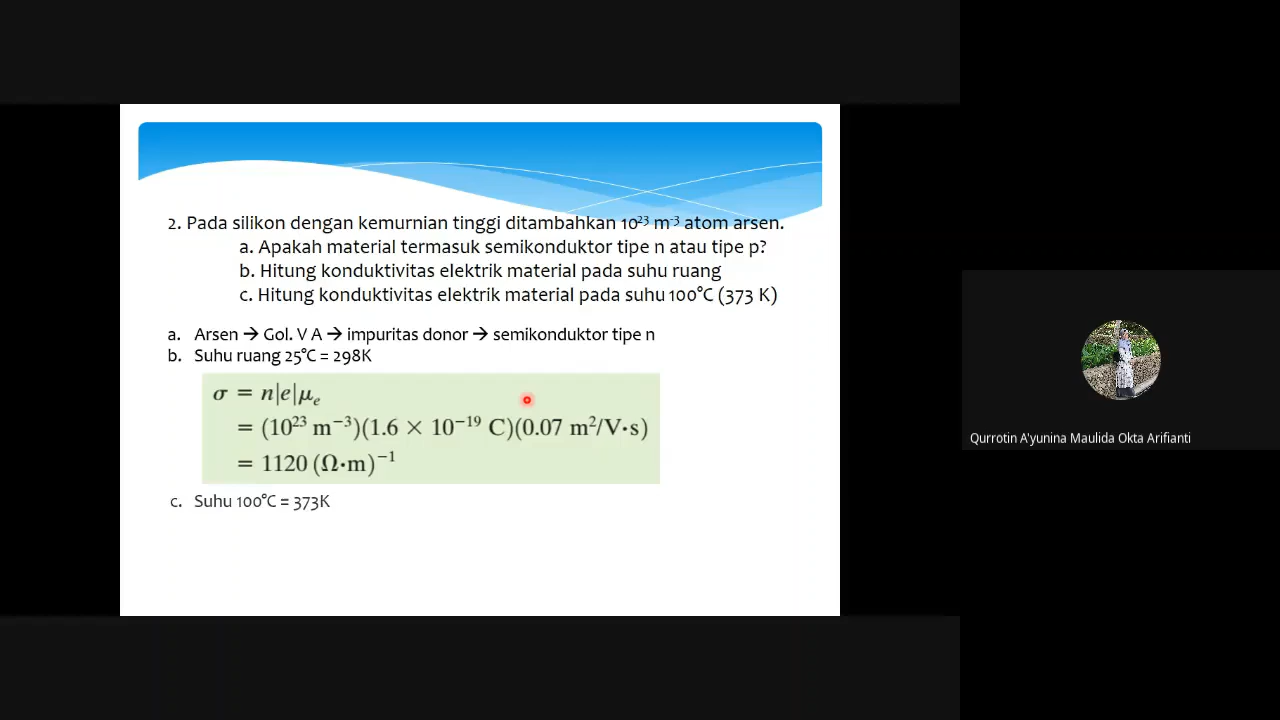 2. Pada silikon dengan kemurnian tinggi ditambahkan 10²³ m⁻³ atom arsen.
a. Apakah material termasuk semikonduktor tipe n atau tipe p?
b. Hitung konduktivitas elektrik material pada suhu ruang
c. Hitung konduktivitas elektrik material pada suhu 100°C (373 K)
a. Arsen → Gol. V A → impuritas donor → semikonduktor tipe n
b. Suhu ruang 25°C = 298K
σ = n|e|μₑ
= (10²³ m⁻³)(1.6 × 10⁻¹⁹ C)(0.07 m²/V·s)
= 1120 (Ω·m)⁻¹
c. Suhu 100°C = 373K
Qurrotin A'yunina Maulida Okta Arifianti